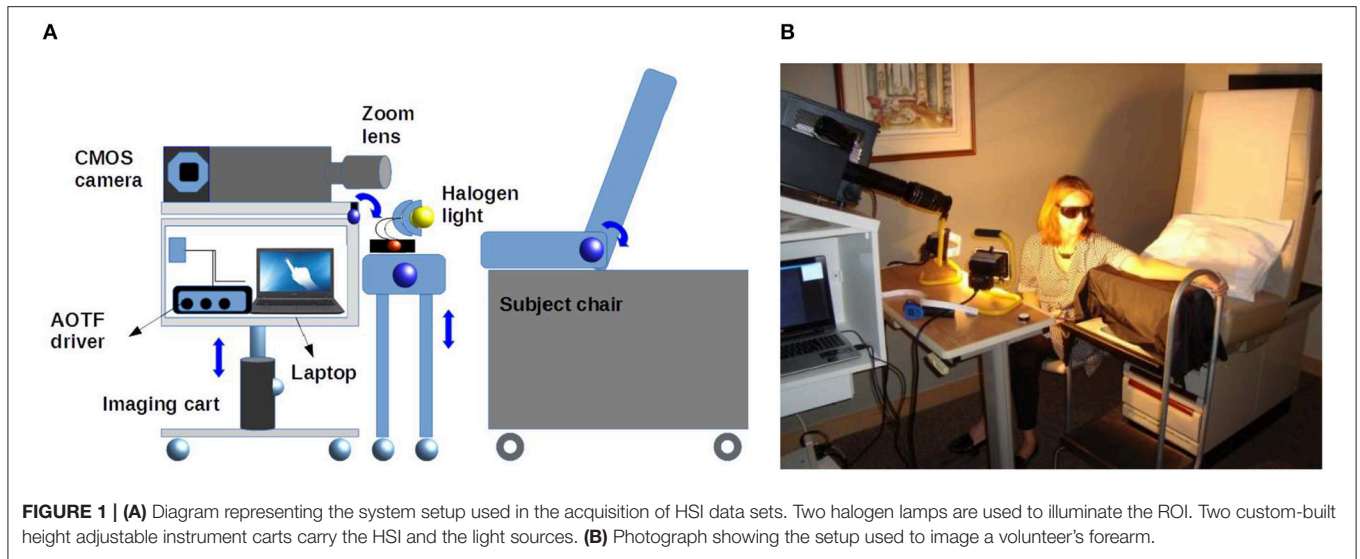 A
B
Zoom
lens
CMOS
camera
Halogen
light
AOTF
driver
Subject chair
Laptop
Imaging cart
FIGURE 1 | (A) Diagram representing the system setup used in the acquisition of HSI data sets. Two halogen lamps are used to illuminate the ROI. Two custom-built
height adjustable instrument carts carry the HSI and the light sources. (B) Photograph showing the setup used to image a volunteer's forearm.